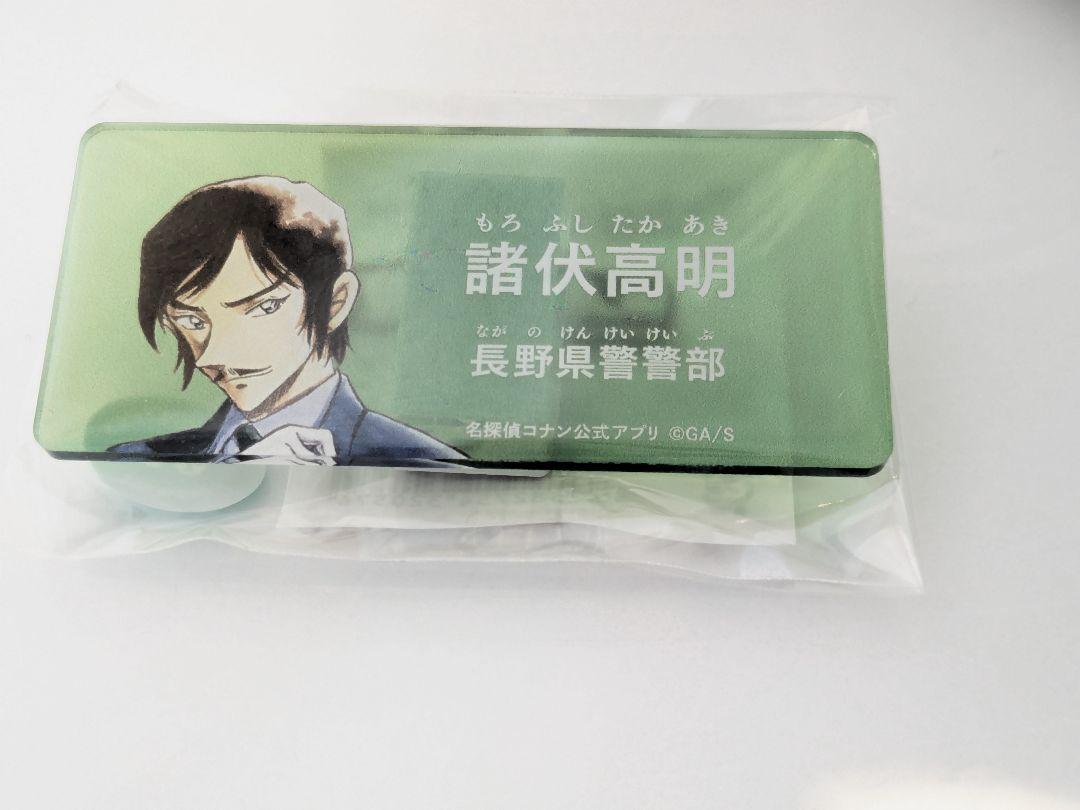 もろ ふし たか あき
諸伏高明
なが の けん けい けい ぶ
長野県警警部
名探偵コナン公式アプリ ©GA/S